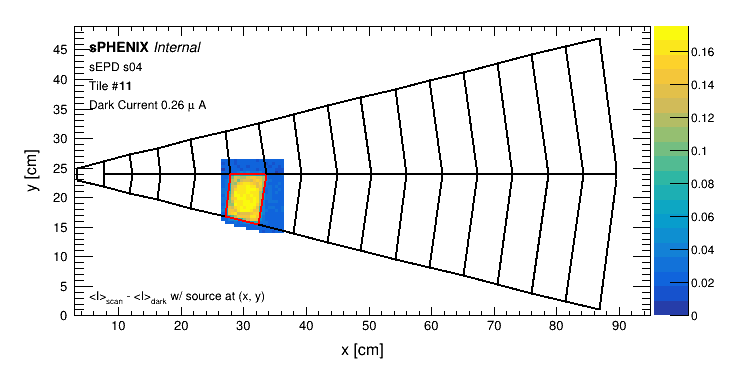 sPHENIX Internal
sEPD s04
Tile #11
Dark Current 0.26 μ A
<I>scan - <I>dark w/ source at (x, y)
y [cm]
45
40
35
30
25
20
15
10
5
0
10 20 30 40 50 60 70 80 90
x [cm]
0.16
0.14
0.12
0.1
0.08
0.06
0.04
0.02
0